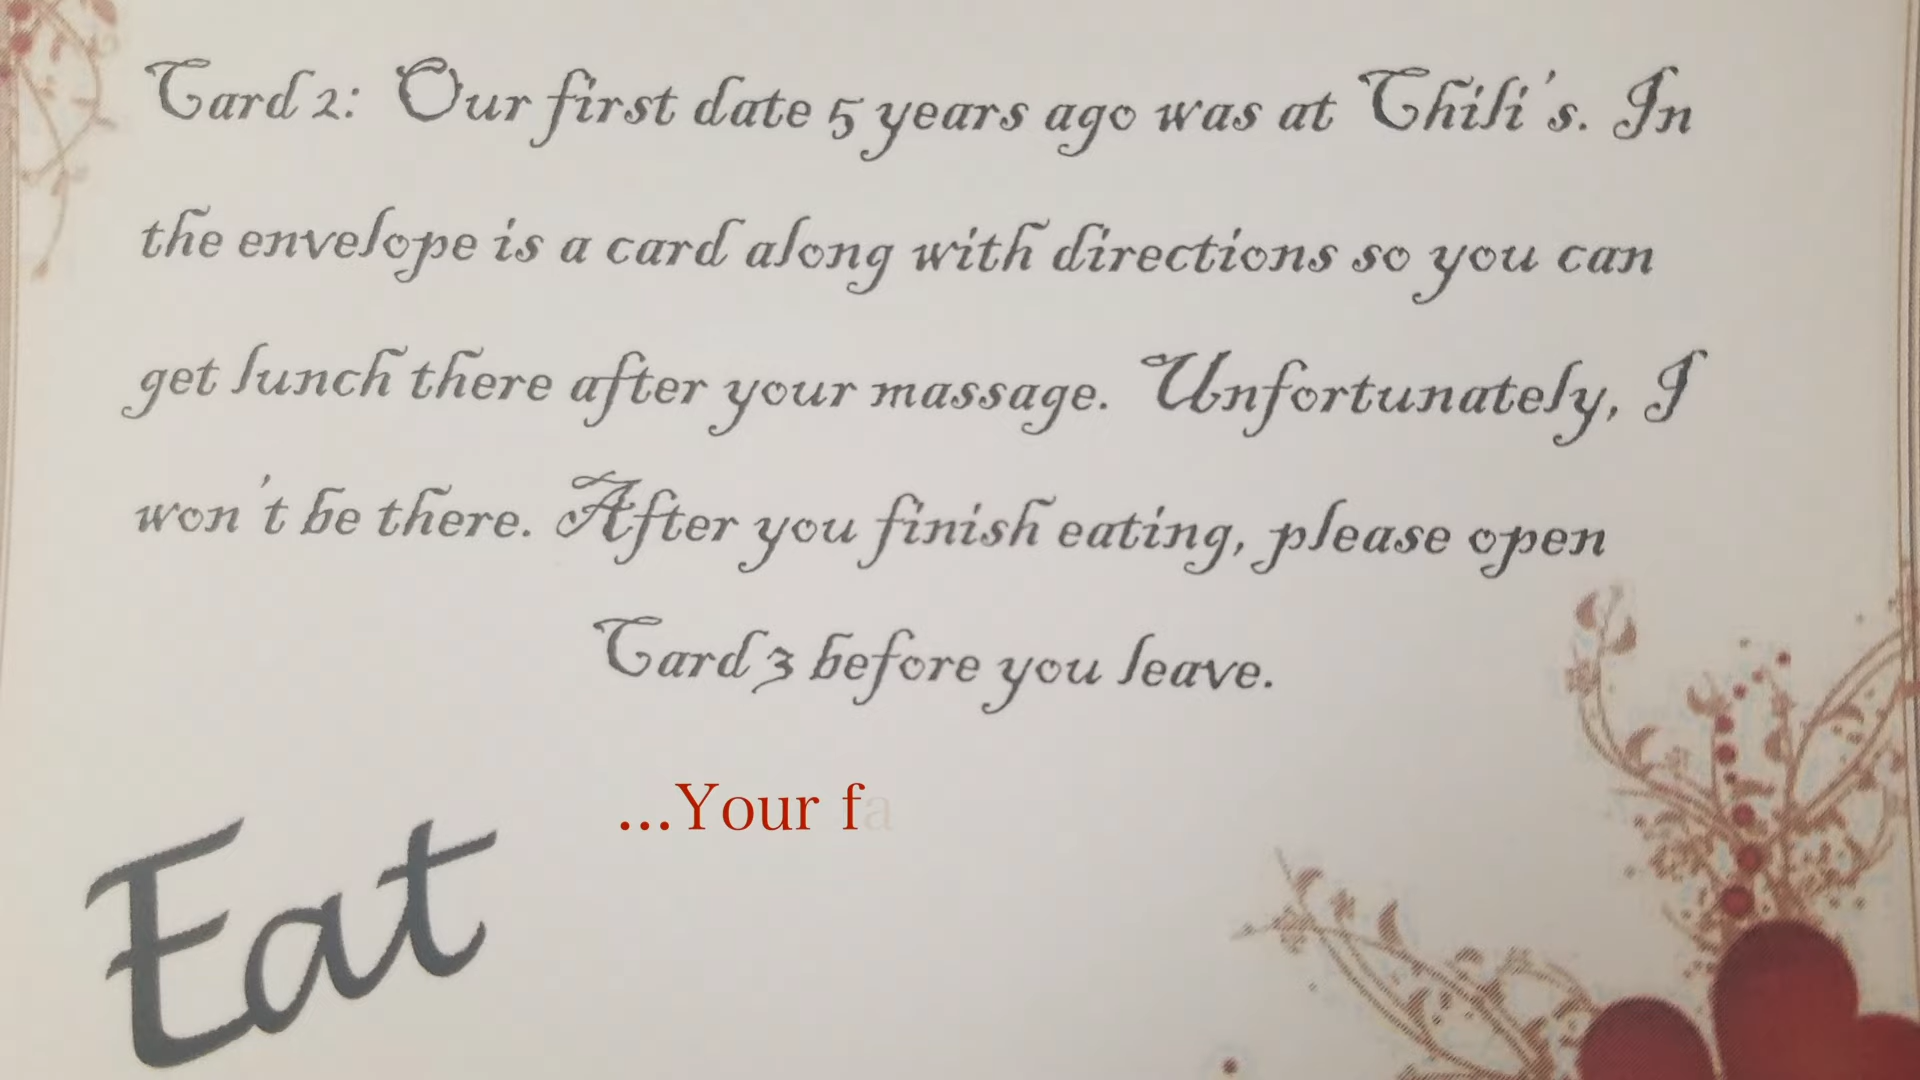 Card 2: Our first date 5 years ago was at Chili's. In
the envelope is a card along with directions so you can
get lunch there after your massage. Unfortunately, I
won't be there. After you finish eating, please open
Card 3 before you leave.
...Your fa
Eat